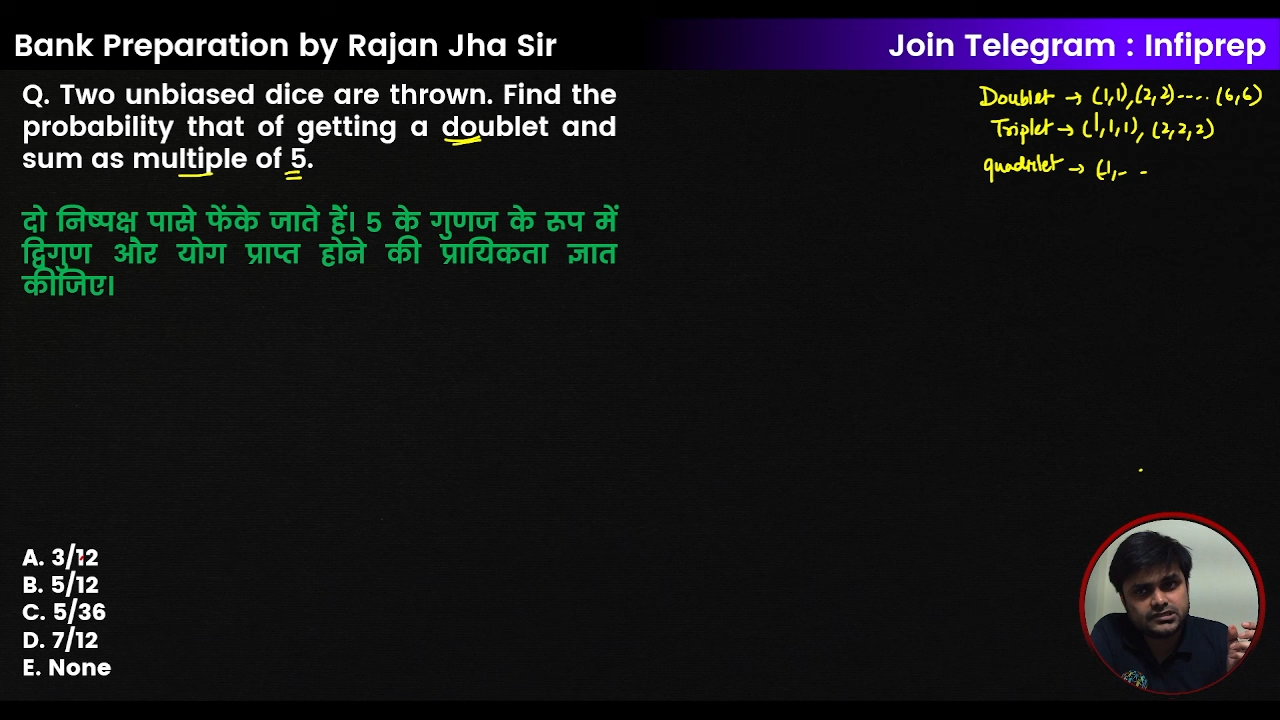 Bank Preparation by Rajan Jha Sir
Join Telegram : Infiprep
Q. Two unbiased dice are thrown. Find the
probability that of getting a doublet and
sum as multiple of 5.
Doublet → (1,1), (2,2) ---- (6,6)
Triplet → (1,1,1), (2,2,2)
quadrilet → (1,- -
दो निष्पक्ष पासे फेंके जाते हैं। 5 के गुणज के रूप में
द्विगुण और योग प्राप्त होने की प्रायिकता ज्ञात
कीजिए।
A. 3/12
B. 5/12
C. 5/36
D. 7/12
E. None